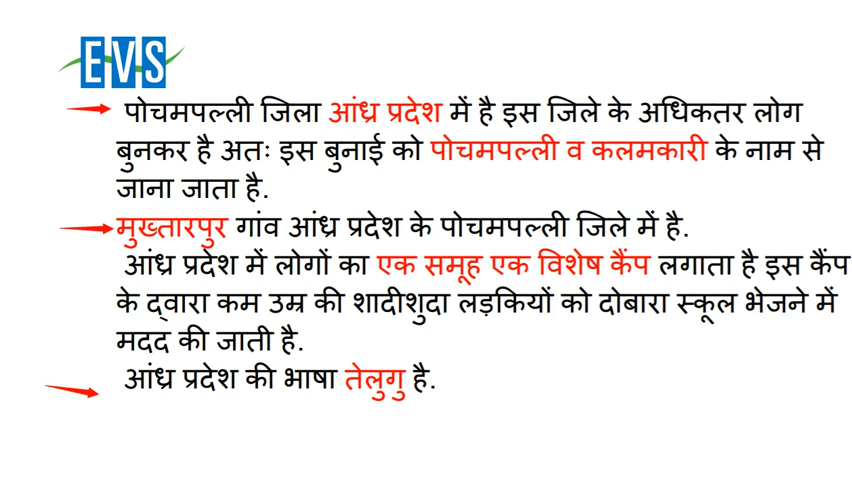 EVS
पोचमपल्ली जिला आंध्र प्रदेश में है इस जिले के अधिकतर लोग
बुनकर है अतः इस बुनाई को पोचमपल्ली व कलमकारी के नाम से
जाना जाता है.
मुख्तारपुर गांव आंध्र प्रदेश के पोचमपल्ली जिले में है.
आंध्र प्रदेश में लोगों का एक समूह एक विशेष कैंप लगाता है इस कैंप
के द्वारा कम उम्र की शादीशुदा लड़कियों को दोबारा स्कूल भेजने में
मदद की जाती है.
आंध्र प्रदेश की भाषा तेलुगु है.